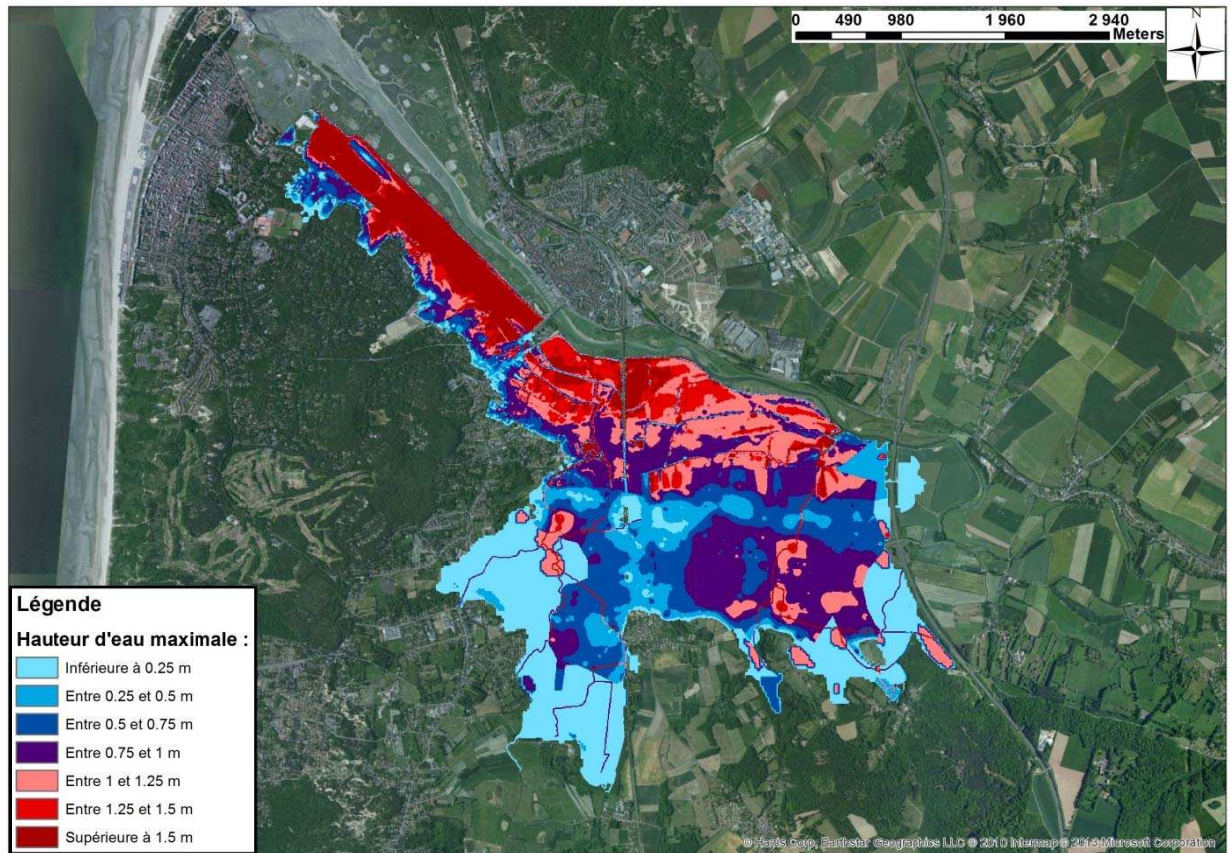 0 490 980 1 960 2 940
Meters
N
Légende
Hauteur d'eau maximale :
Inférieure à 0.25 m
Entre 0.25 et 0.5 m
Entre 0.5 et 0.75 m
Entre 0.75 et 1 m
Entre 1 et 1.25 m
Entre 1.25 et 1.5 m
Supérieure à 1.5 m
© Harris Corp, Earthstar Geographics LLC © 2010 Intermap © 2013 Microsoft Corporation